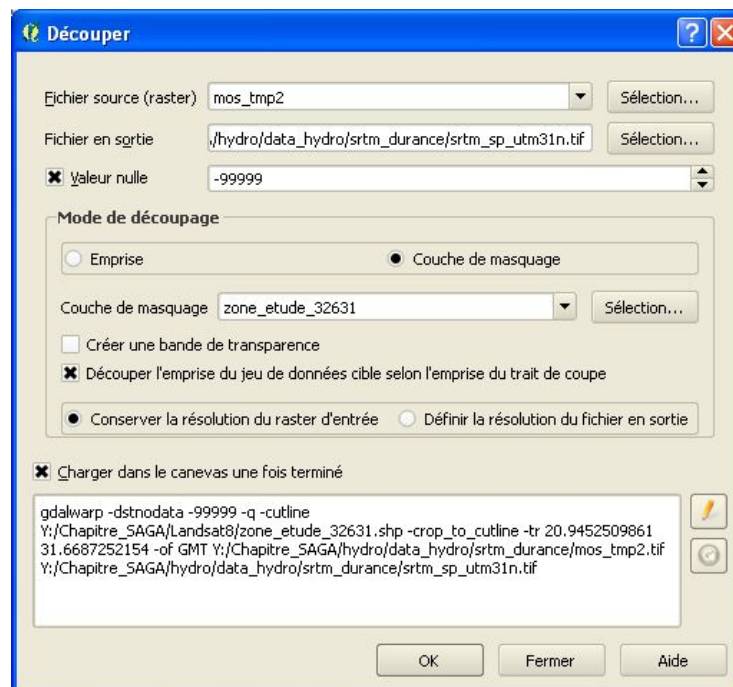 Découper
Fichier source (raster) mos_tmp2 Sélection...
Fichier en sortie ./hydro/data_hydro/srtm_durance/srtm_sp_utm31n.tif Sélection...
Valeur nulle -99999
Mode de découpage
Emprise Couche de masquage
Couche de masquage zone_etude_32631 Sélection...
Créer une bande de transparence
Découper l'emprise du jeu de données cible selon l'emprise du trait de coupe
Conserver la résolution du raster d'entrée Définir la résolution du fichier en sortie
Charger dans le canevas une fois terminé
gdalwarp -dstnodata -99999 -q -cutline
Y:/Chapitre_SAGA/Landsat8/zone_etude_32631.shp -crop_to_cutline -tr 20.9452509861
31.6687252154 -of GMT Y:/Chapitre_SAGA/hydro/data_hydro/srtm_durance/mos_tmp2.tif
Y:/Chapitre_SAGA/hydro/data_hydro/srtm_durance/srtm_sp_utm31n.tif
OK Fermer Aide